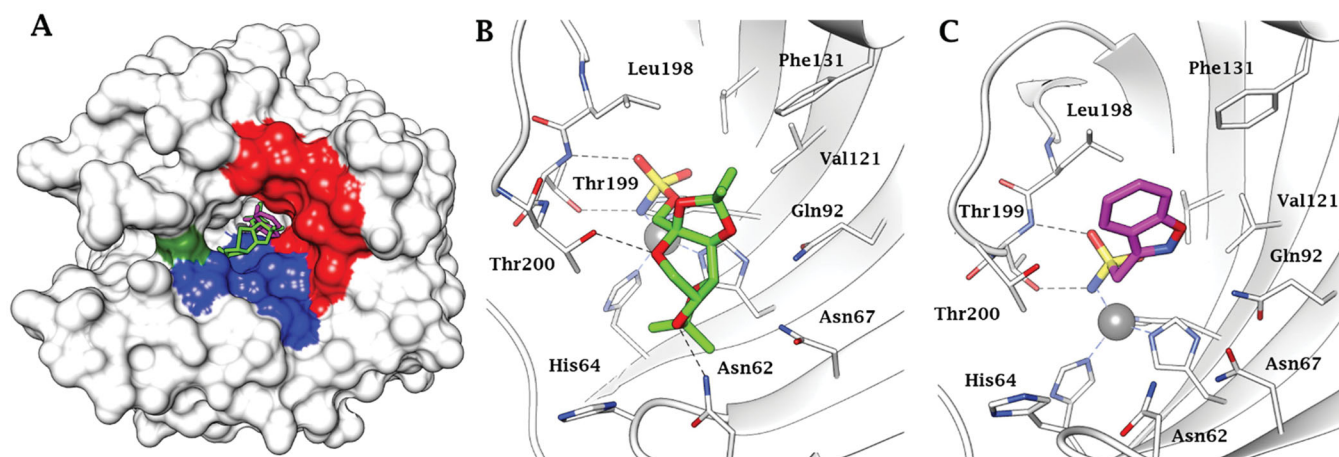 A
B
Leu198
Phe131
Thr199
Val121
Gln92
Thr200
Asn67
His64
Asn62
C
Phe131
Leu198
Thr199
Val121
Gln92
Thr200
His64
Asn67
Asn62